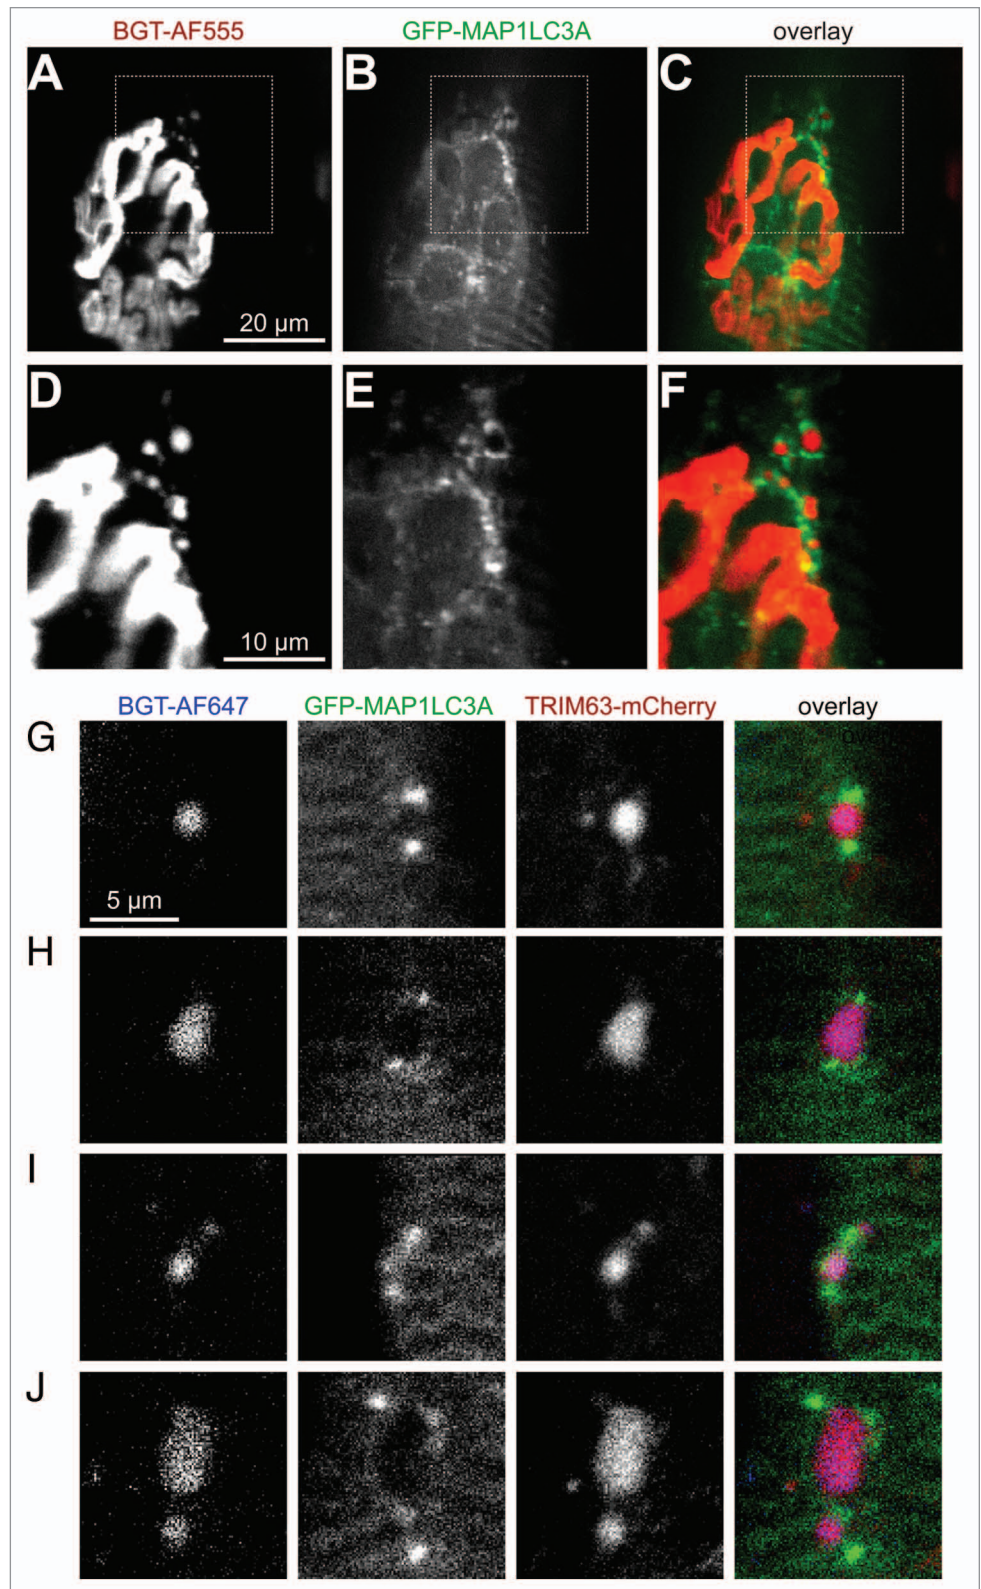 BGT-AF555 GFP-MAP1LC3A overlay
A B C
20 µm
D E F
10 µm
BGT-AF647 GFP-MAP1LC3A TRIM63-mCherry overlay
G
5 µm
H
I
J